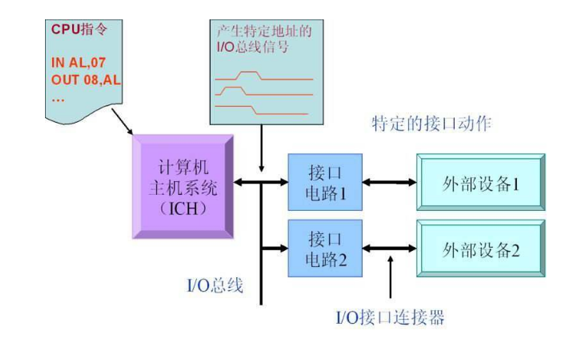 CPU指令
IN AL,07
OUT 08,AL
…
产生特定地址的
I/O总线信号
特定的接口动作
计算机
主机系统
（ICH）
接口
电路1
外部设备1
接口
电路2
外部设备2
I/O总线
I/O接口连接器